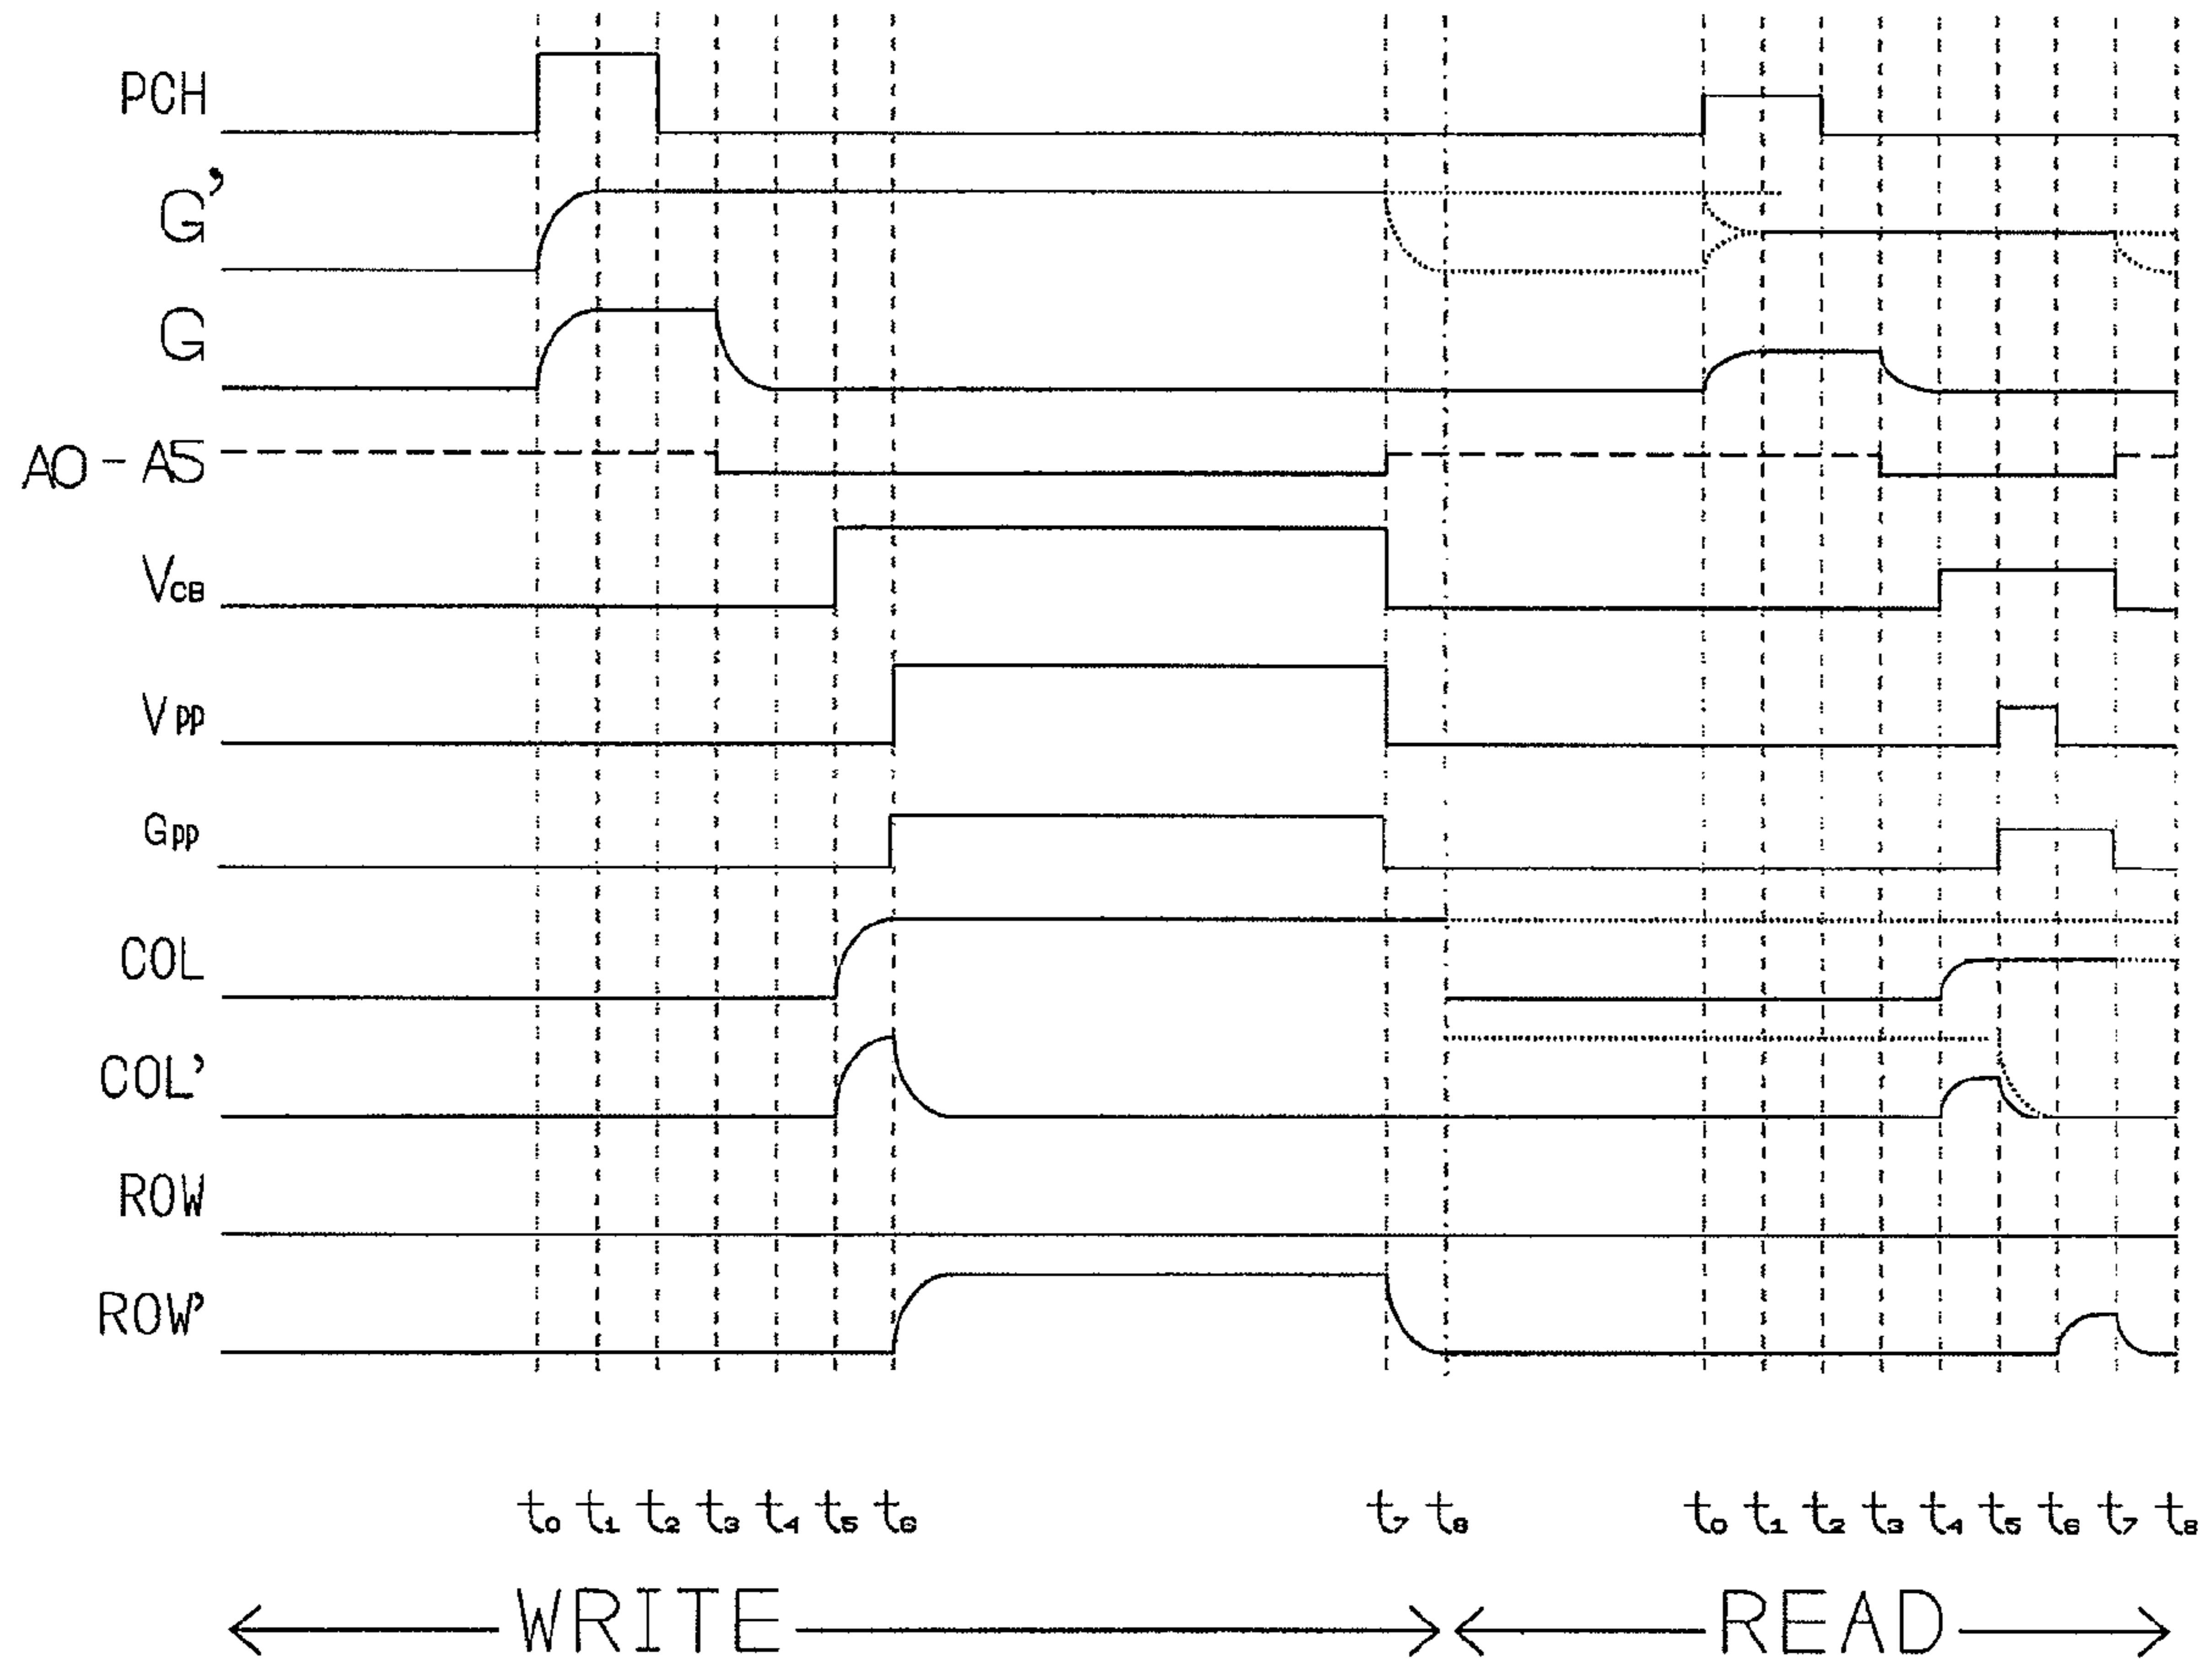 PCH
G’
G
A0 - A5
VCB
Vpp
Gpp
COL
COL’
ROW
ROW’
t0 t1 t2 t3 t4 t5 t6 t7 t8 t0 t1 t2 t3 t4 t5 t6 t7 t8
WRITE READ